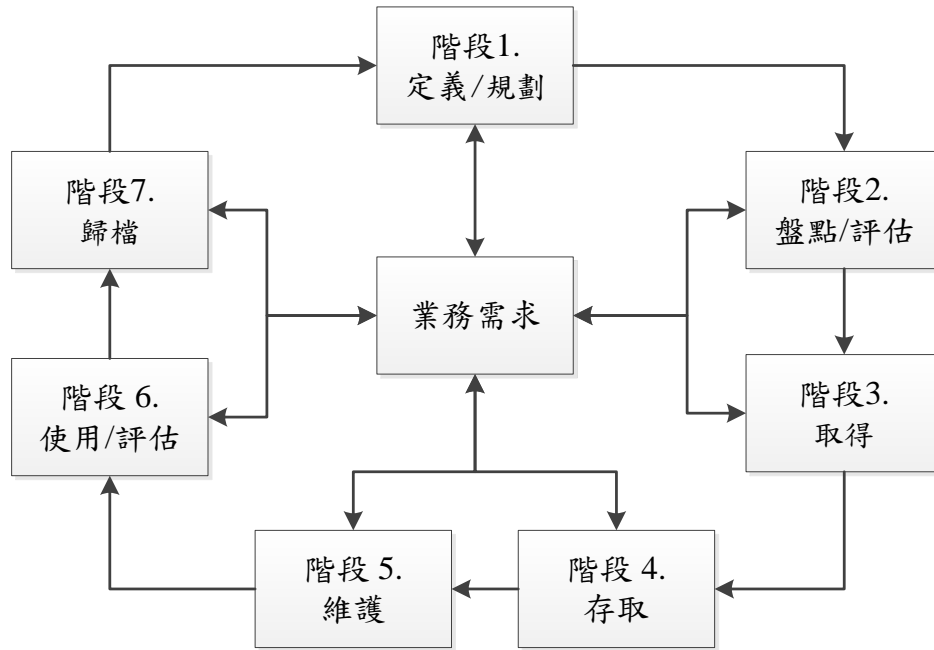 階段1.
定義/規劃
階段7.
歸檔
階段2.
盤點/評估
業務需求
階段 6.
使用/評估
階段3.
取得
階段 5.
維護
階段 4.
存取